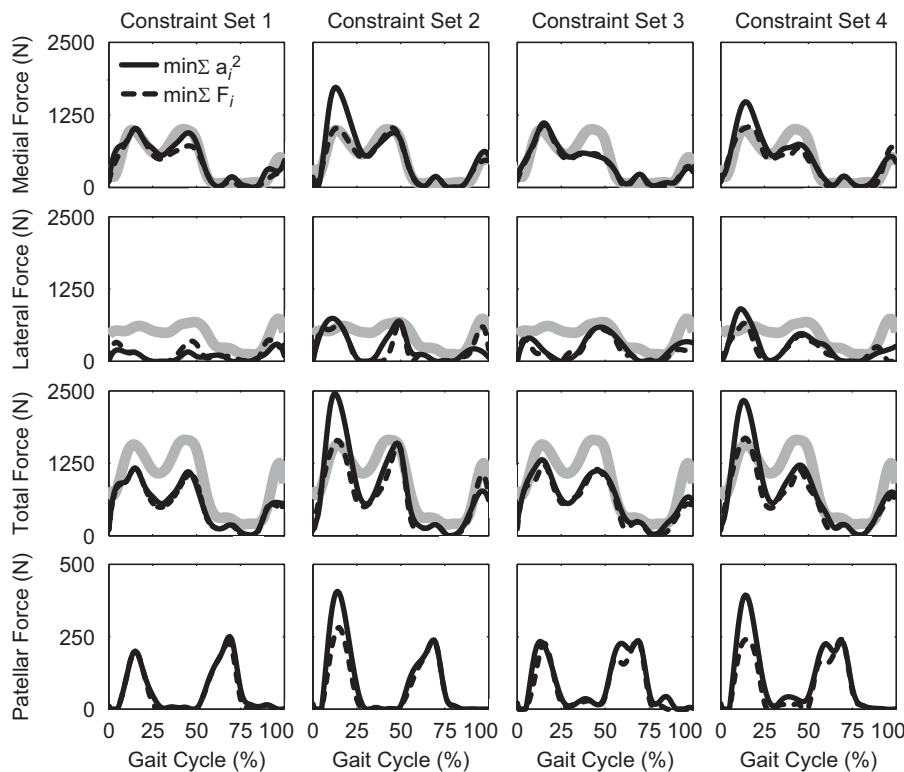 Constraint Set 1 Constraint Set 2 Constraint Set 3 Constraint Set 4
Medial Force (N)
2500
1250
0
minΣ aᵢ²
minΣ Fᵢ
Lateral Force (N)
2500
1250
0
Total Force (N)
2500
1250
0
Patellar Force (N)
500
250
0
0 25 50 75 100 0 25 50 75 100 0 25 50 75 100 0 25 50 75 100
Gait Cycle (%) Gait Cycle (%) Gait Cycle (%) Gait Cycle (%)